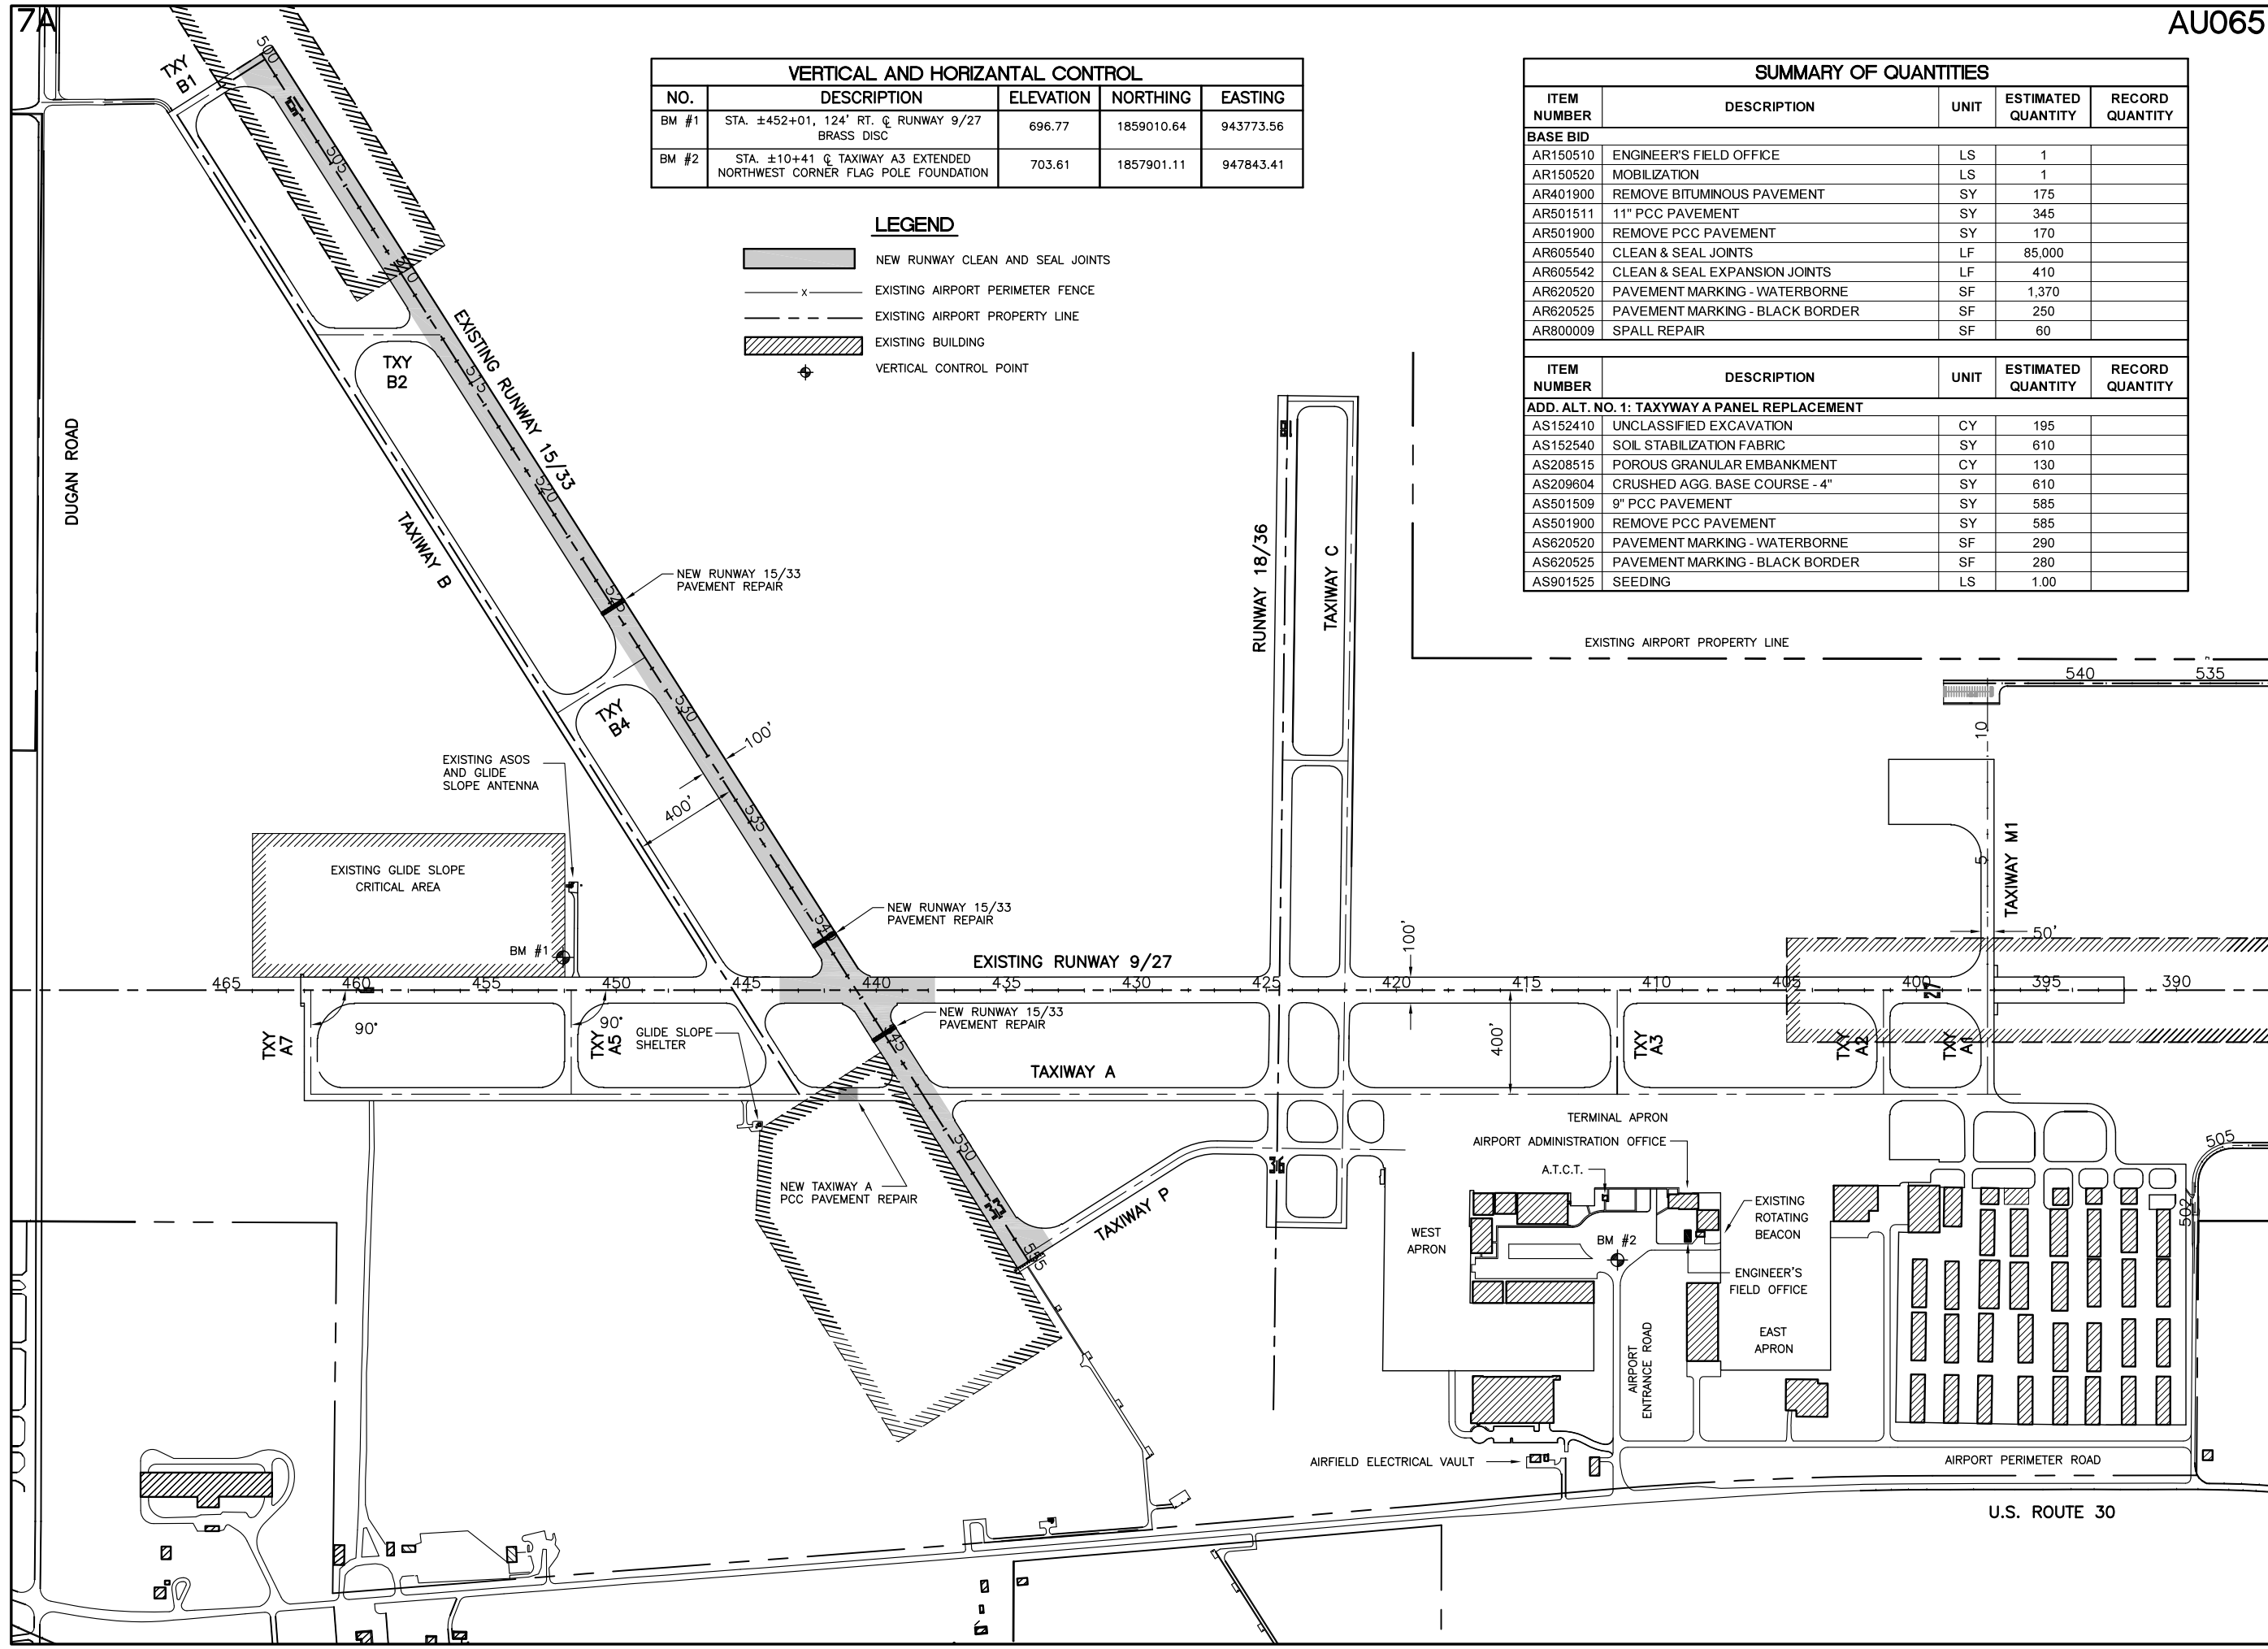 7A
AU065
VERTICAL AND HORIZANTAL CONTROL
NO. DESCRIPTION ELEVATION NORTHING EASTING
BM #1 STA. ±452+01, 124' RT. ℄ RUNWAY 9/27 696.77 1859010.64 943773.56
BRASS DISC
BM #2 STA. ±10+41 ℄ TAXIWAY A3 EXTENDED 703.61 1857901.11 947843.41
NORTHWEST CORNER FLAG POLE FOUNDATION
LEGEND
NEW RUNWAY CLEAN AND SEAL JOINTS
X EXISTING AIRPORT PERIMETER FENCE
EXISTING AIRPORT PROPERTY LINE
EXISTING BUILDING
VERTICAL CONTROL POINT
SUMMARY OF QUANTITIES
ITEM NUMBER DESCRIPTION UNIT ESTIMATED QUANTITY RECORD QUANTITY
BASE BID
AR150510 ENGINEER'S FIELD OFFICE LS 1
AR150520 MOBILIZATION LS 1
AR401900 REMOVE BITUMINOUS PAVEMENT SY 175
AR501511 11" PCC PAVEMENT SY 345
AR501900 REMOVE PCC PAVEMENT SY 170
AR605540 CLEAN & SEAL JOINTS LF 85,000
AR605542 CLEAN & SEAL EXPANSION JOINTS LF 410
AR620520 PAVEMENT MARKING - WATERBORNE SF 1,370
AR620525 PAVEMENT MARKING - BLACK BORDER SF 250
AR800009 SPALL REPAIR SF 60
ITEM NUMBER DESCRIPTION UNIT ESTIMATED QUANTITY RECORD QUANTITY
ADD. ALT. NO. 1: TAXYWAY A PANEL REPLACEMENT
AS152410 UNCLASSIFIED EXCAVATION CY 195
AS152540 SOIL STABILIZATION FABRIC SY 610
AS208515 POROUS GRANULAR EMBANKMENT CY 130
AS209604 CRUSHED AGG. BASE COURSE - 4" SY 610
AS501509 9" PCC PAVEMENT SY 585
AS501900 REMOVE PCC PAVEMENT SY 585
AS620520 PAVEMENT MARKING - WATERBORNE SF 290
AS620525 PAVEMENT MARKING - BLACK BORDER SF 280
AS901525 SEEDING LS 1.00
TXY
B1
500
505
510
515
520
525
530
535
540
545
550
555
EXISTING RUNWAY 15/33
TXY
B2
DUGAN ROAD
TAXIWAY B
NEW RUNWAY 15/33
PAVEMENT REPAIR
TXY
B4
100'
400'
RUNWAY 18/36
TAXIWAY C
EXISTING AIRPORT PROPERTY LINE
540
535
10
5
TAXIWAY M1
50'
EXISTING ASOS
AND GLIDE
SLOPE ANTENNA
EXISTING GLIDE SLOPE
CRITICAL AREA
BM #1
NEW RUNWAY 15/33
PAVEMENT REPAIR
EXISTING RUNWAY 9/27
100'
465 460 455 450 445 440 435 430 425 420 415 410 405 400 395 390
27
90°
90°
TXY
A7
TXY
A5
GLIDE SLOPE
SHELTER
NEW RUNWAY 15/33
PAVEMENT REPAIR
TAXIWAY A
400'
TXY
A3
TXY
A2
TXY
A1
NEW TAXIWAY A
PCC PAVEMENT REPAIR
33
TAXIWAY P
36
TERMINAL APRON
AIRPORT ADMINISTRATION OFFICE
A.T.C.T.
EXISTING
ROTATING
BEACON
WEST
APRON
BM #2
ENGINEER'S
FIELD OFFICE
EAST
APRON
AIRPORT
ENTRANCE ROAD
505
502
AIRFIELD ELECTRICAL VAULT
AIRPORT PERIMETER ROAD
U.S. ROUTE 30